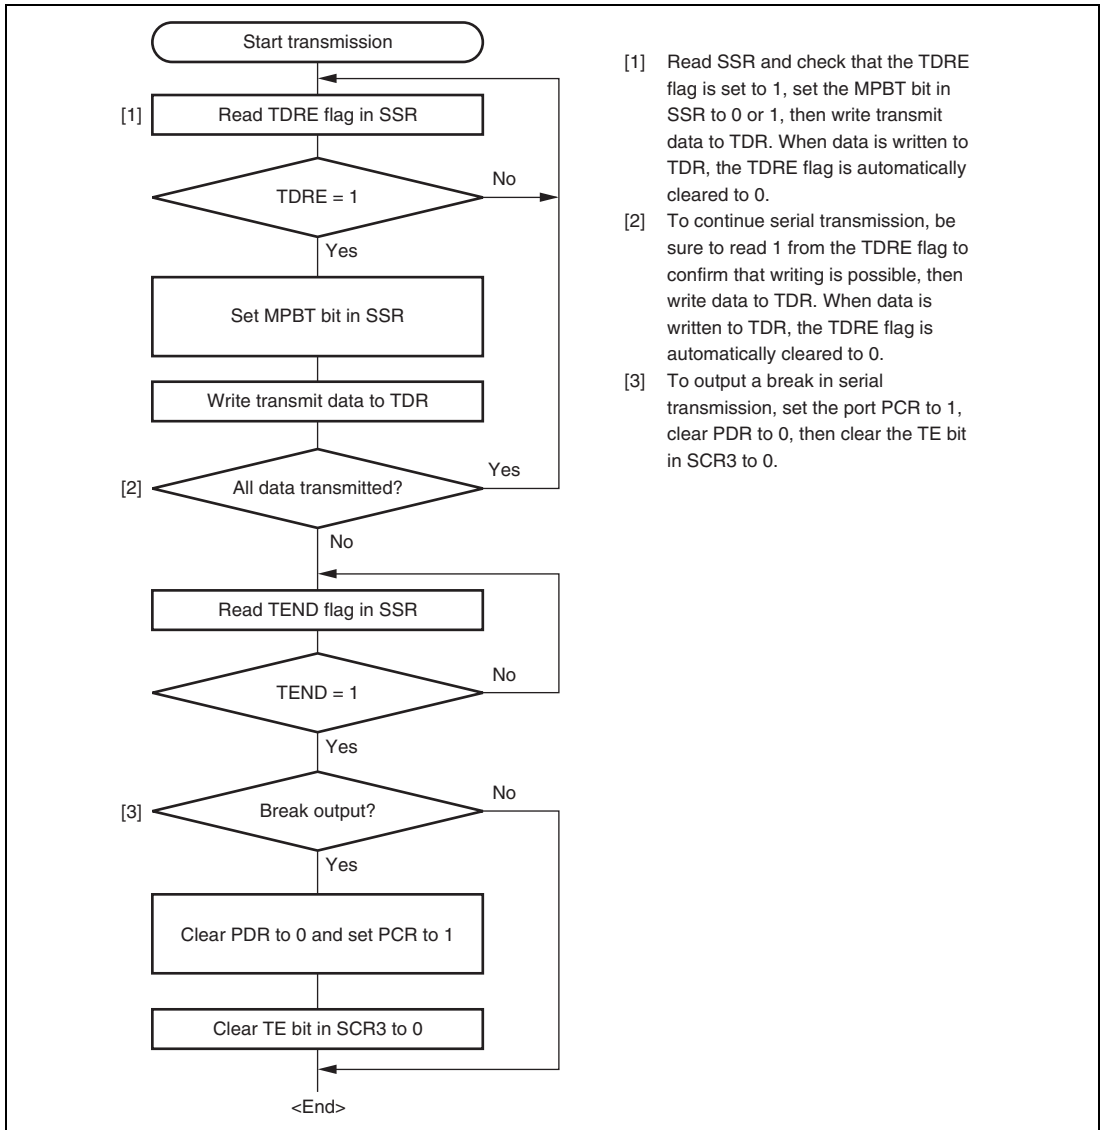 Start transmission
[1]
Read TDRE flag in SSR
No
TDRE = 1
Yes
Set MPBT bit in SSR
Write transmit data to TDR
Yes
[2]
All data transmitted?
No
Read TEND flag in SSR
No
TEND = 1
Yes
No
[3]
Break output?
Yes
Clear PDR to 0 and set PCR to 1
Clear TE bit in SCR3 to 0
<End>
[1] Read SSR and check that the TDRE
flag is set to 1, set the MPBT bit in
SSR to 0 or 1, then write transmit
data to TDR. When data is written to
TDR, the TDRE flag is automatically
cleared to 0.
[2] To continue serial transmission, be
sure to read 1 from the TDRE flag to
confirm that writing is possible, then
write data to TDR. When data is
written to TDR, the TDRE flag is
automatically cleared to 0.
[3] To output a break in serial
transmission, set the port PCR to 1,
clear PDR to 0, then clear the TE bit
in SCR3 to 0.